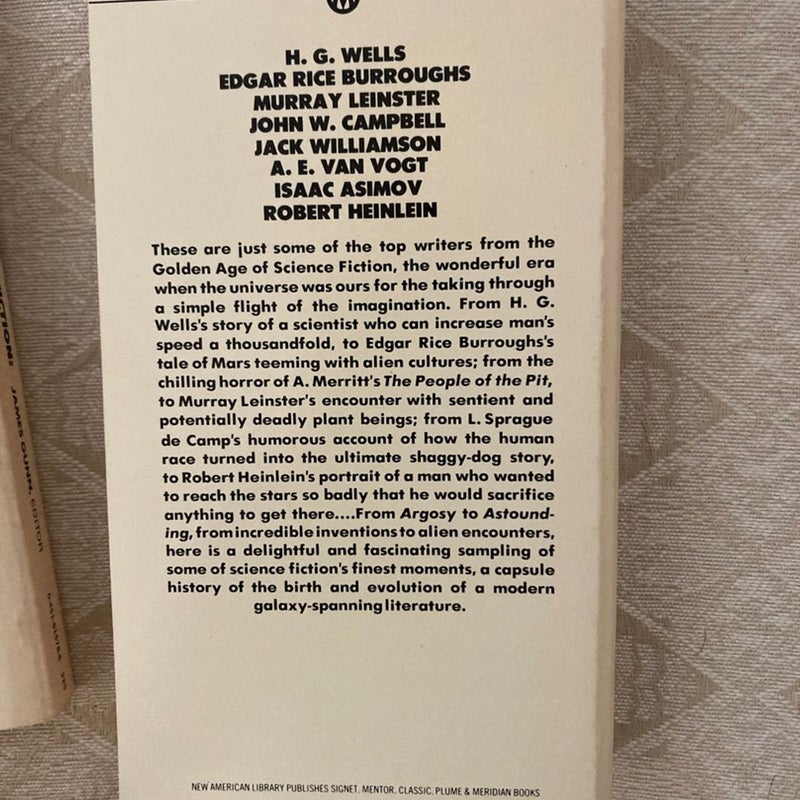 H. G. WELLS
EDGAR RICE BURROUGHS
MURRAY LEINSTER
JOHN W. CAMPBELL
JACK WILLIAMSON
A. E. VAN VOGT
ISAAC ASIMOV
ROBERT HEINLEIN
These are just some of the top writers from the
Golden Age of Science Fiction, the wonderful era
when the universe was ours for the taking through
a simple flight of the imagination. From H. G.
Wells's story of a scientist who can increase man's
speed a thousandfold, to Edgar Rice Burroughs's
tale of Mars teeming with alien cultures; from the
chilling horror of A. Merritt's The People of the Pit,
to Murray Leinster's encounter with sentient and
potentially deadly plant beings; from L. Sprague
de Camp's humorous account of how the human
race turned into the ultimate shaggy-dog story,
to Robert Heinlein's portrait of a man who wanted
to reach the stars so badly that he would sacrifice
anything to get there....From Argosy to Astound-
ing, from incredible inventions to alien encounters,
here is a delightful and fascinating sampling of
some of science fiction's finest moments, a capsule
history of the birth and evolution of a modern
galaxy-spanning literature.
NEW AMERICAN LIBRARY PUBLISHES SIGNET, MENTOR, CLASSIC, PLUME & MERIDIAN BOOKS
JAMES GUNN, EDITOR